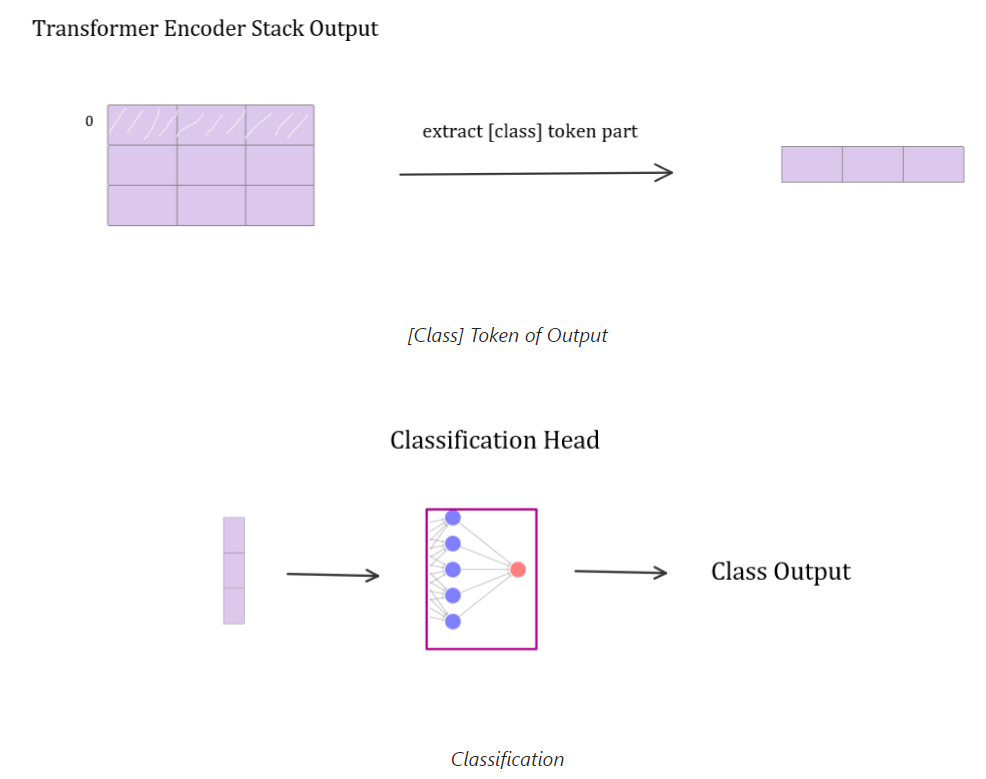 Transformer Encoder Stack Output
0
extract [class] token part
[Class] Token of Output
Classification Head
Class Output
Classification